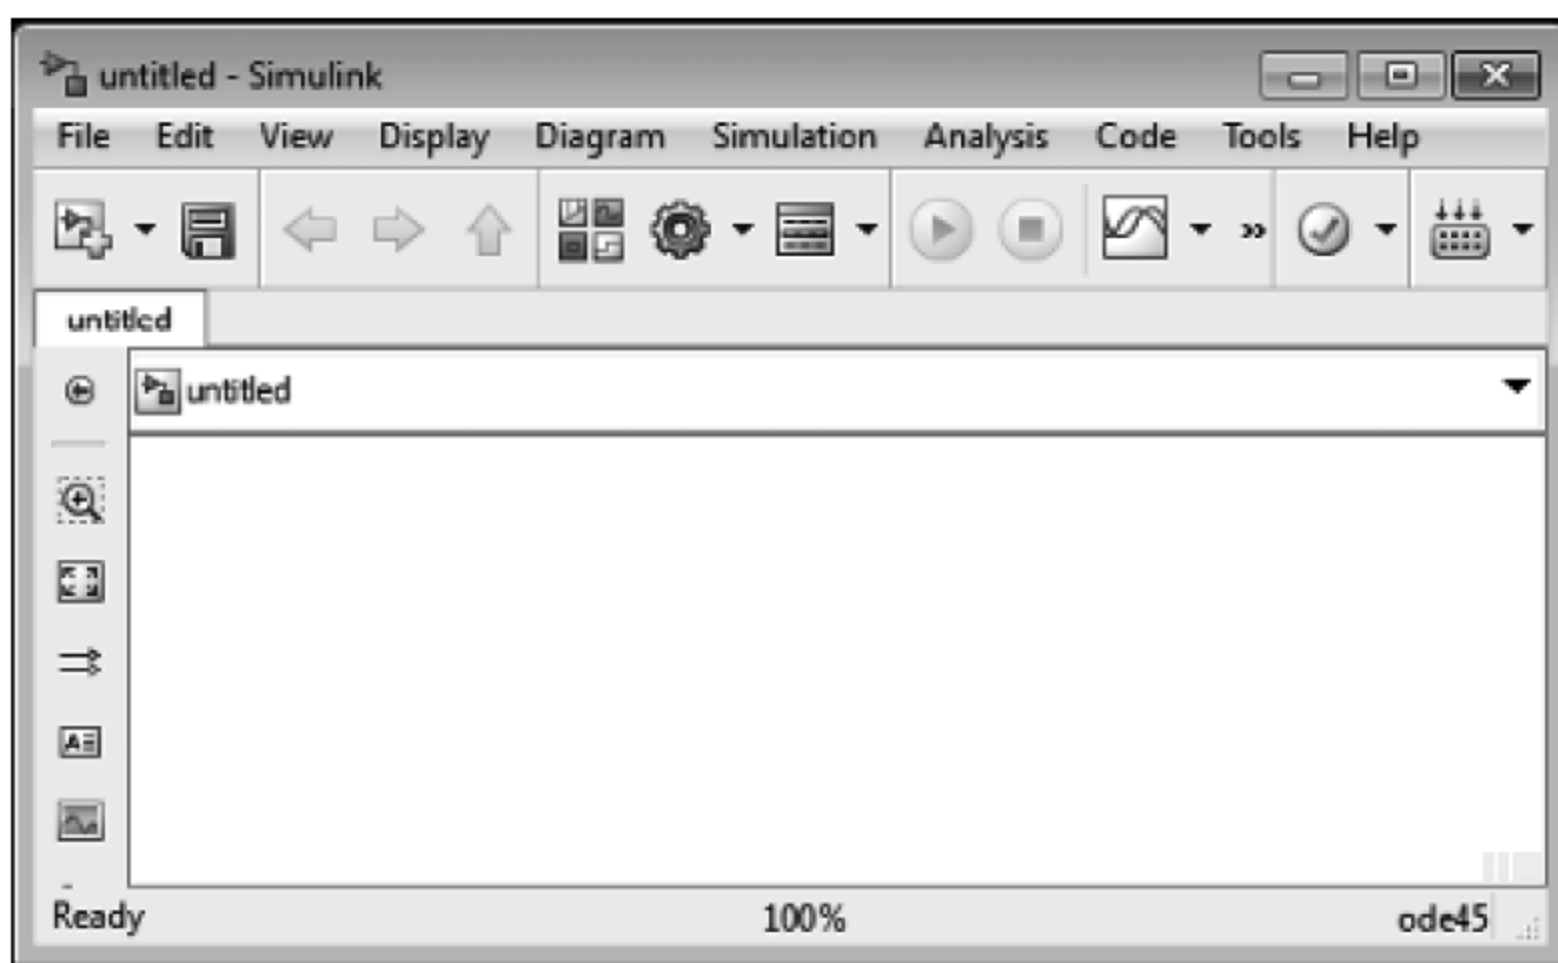 untitled - Simulink
File Edit View Display Diagram Simulation Analysis Code Tools Help
untitled
untitled
Ready 100% ode45